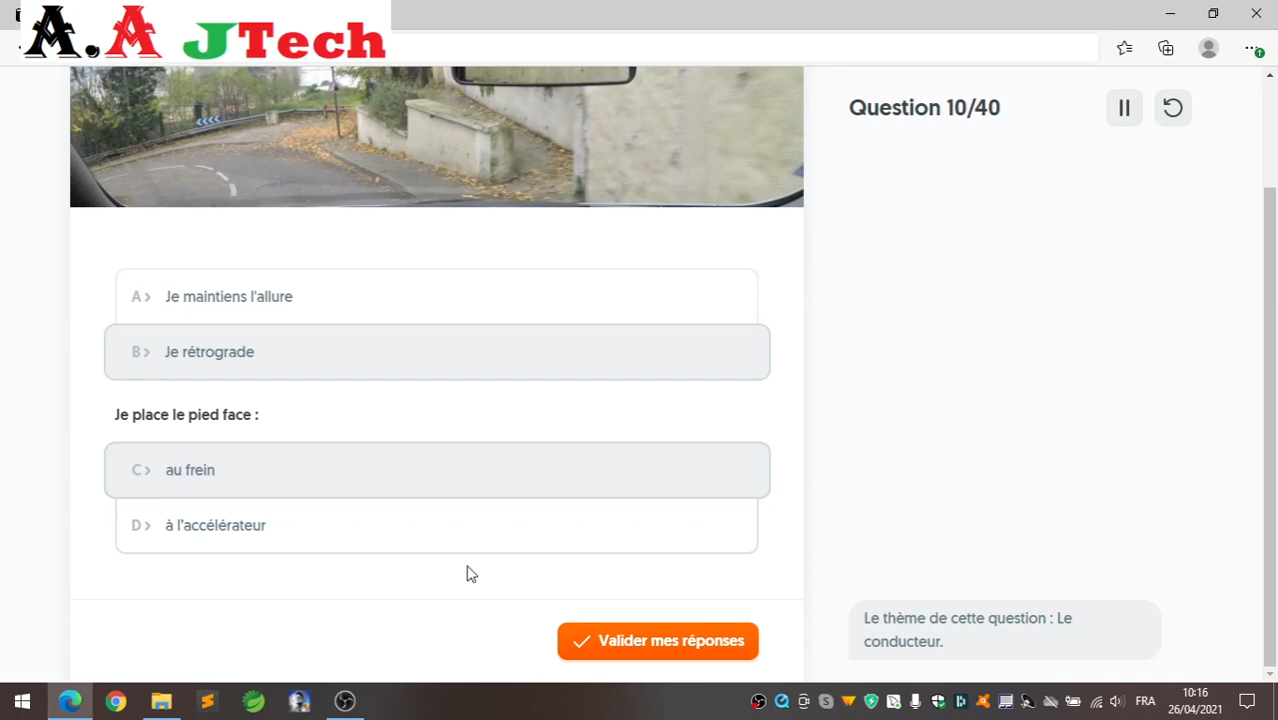 A.A JTech
Question 10/40
A Je maintiens l'allure
B Je rétrograde
Je place le pied face :
C au frein
D à l'accélérateur
Valider mes réponses
Le thème de cette question : Le
conducteur.
FRA
10:16
26/04/2021